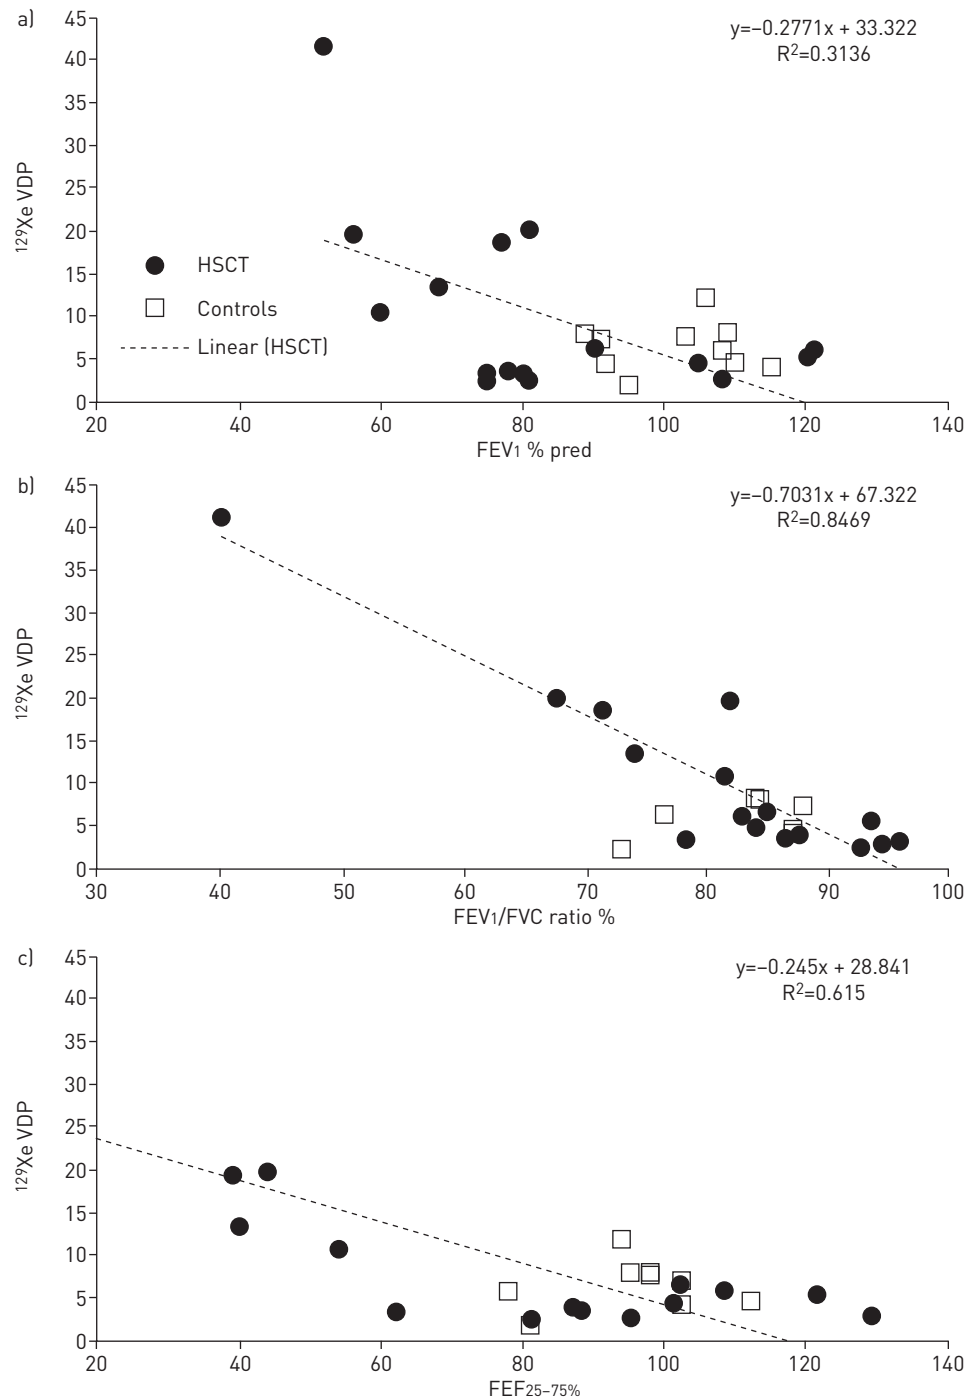 a)
y=–0.2771x + 33.322
R2=0.3136
45
40
35
30
25
20
15
10
5
0
129Xe VDP
HSCT
Controls
Linear (HSCT)
20 40 60 80 100 120 140
FEV1 % pred
b)
y=–0.7031x + 67.322
R2=0.8469
45
40
35
30
25
20
15
10
5
0
129Xe VDP
30 40 50 60 70 80 90 100
FEV1/FVC ratio %
c)
y=–0.245x + 28.841
R2=0.615
45
40
35
30
25
20
15
10
5
0
129Xe VDP
20 40 60 80 100 120 140
FEF25–75%